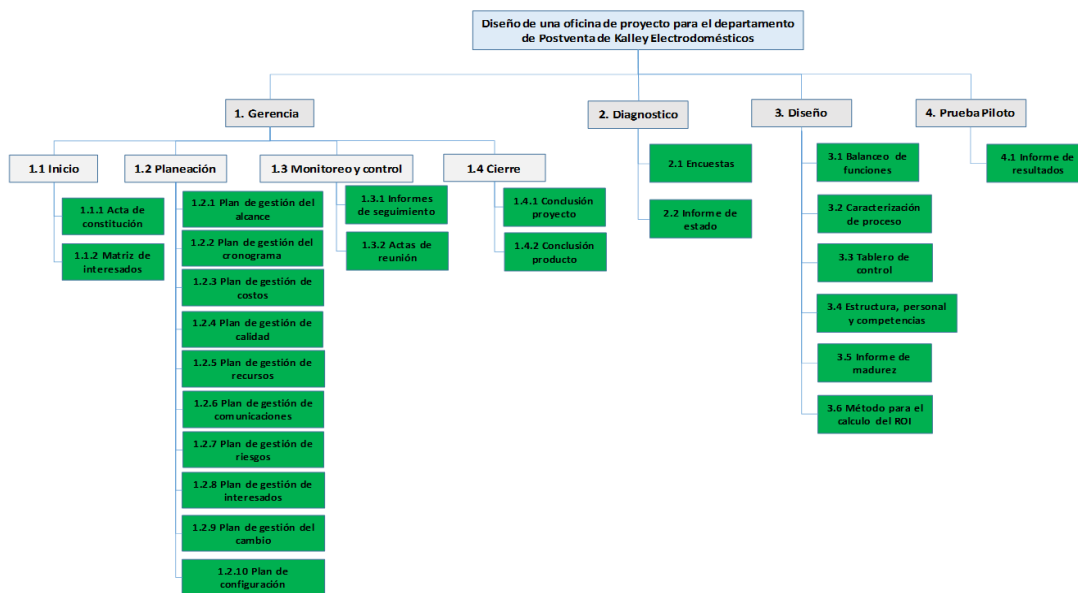 Diseño de una oficina de proyecto para el departamento
de Postventa de Kalley Electrodomésticos
1. Gerencia
2. Diagnostico
3. Diseño
4. Prueba Piloto
1.1 Inicio
1.2 Planeación
1.3 Monitoreo y control
1.4 Cierre
1.1.1 Acta de
constitución
1.1.2 Matriz de
interesados
1.2.1 Plan de gestión del
alcance
1.2.2 Plan de gestión del
cronograma
1.2.3 Plan de gestión de
costos
1.2.4 Plan de gestión de
calidad
1.2.5 Plan de gestión de
recursos
1.2.6 Plan de gestión de
comunicaciones
1.2.7 Plan de gestión de
riesgos
1.2.8 Plan de gestión de
interesados
1.2.9 Plan de gestión del
cambio
1.2.10 Plan de
configuración
1.3.1 Informes
de seguimiento
1.3.2 Actas de
reunión
1.4.1 Conclusión
proyecto
1.4.2 Conclusión
producto
2.1 Encuestas
2.2 Informe de
estado
3.1 Balanceo de
funciones
3.2 Caracterización
de proceso
3.3 Tablero de
control
3.4 Estructura, personal
y competencias
3.5 Informe de
madurez
3.6 Método para el
calculo del ROI
4.1 Informe de
resultados